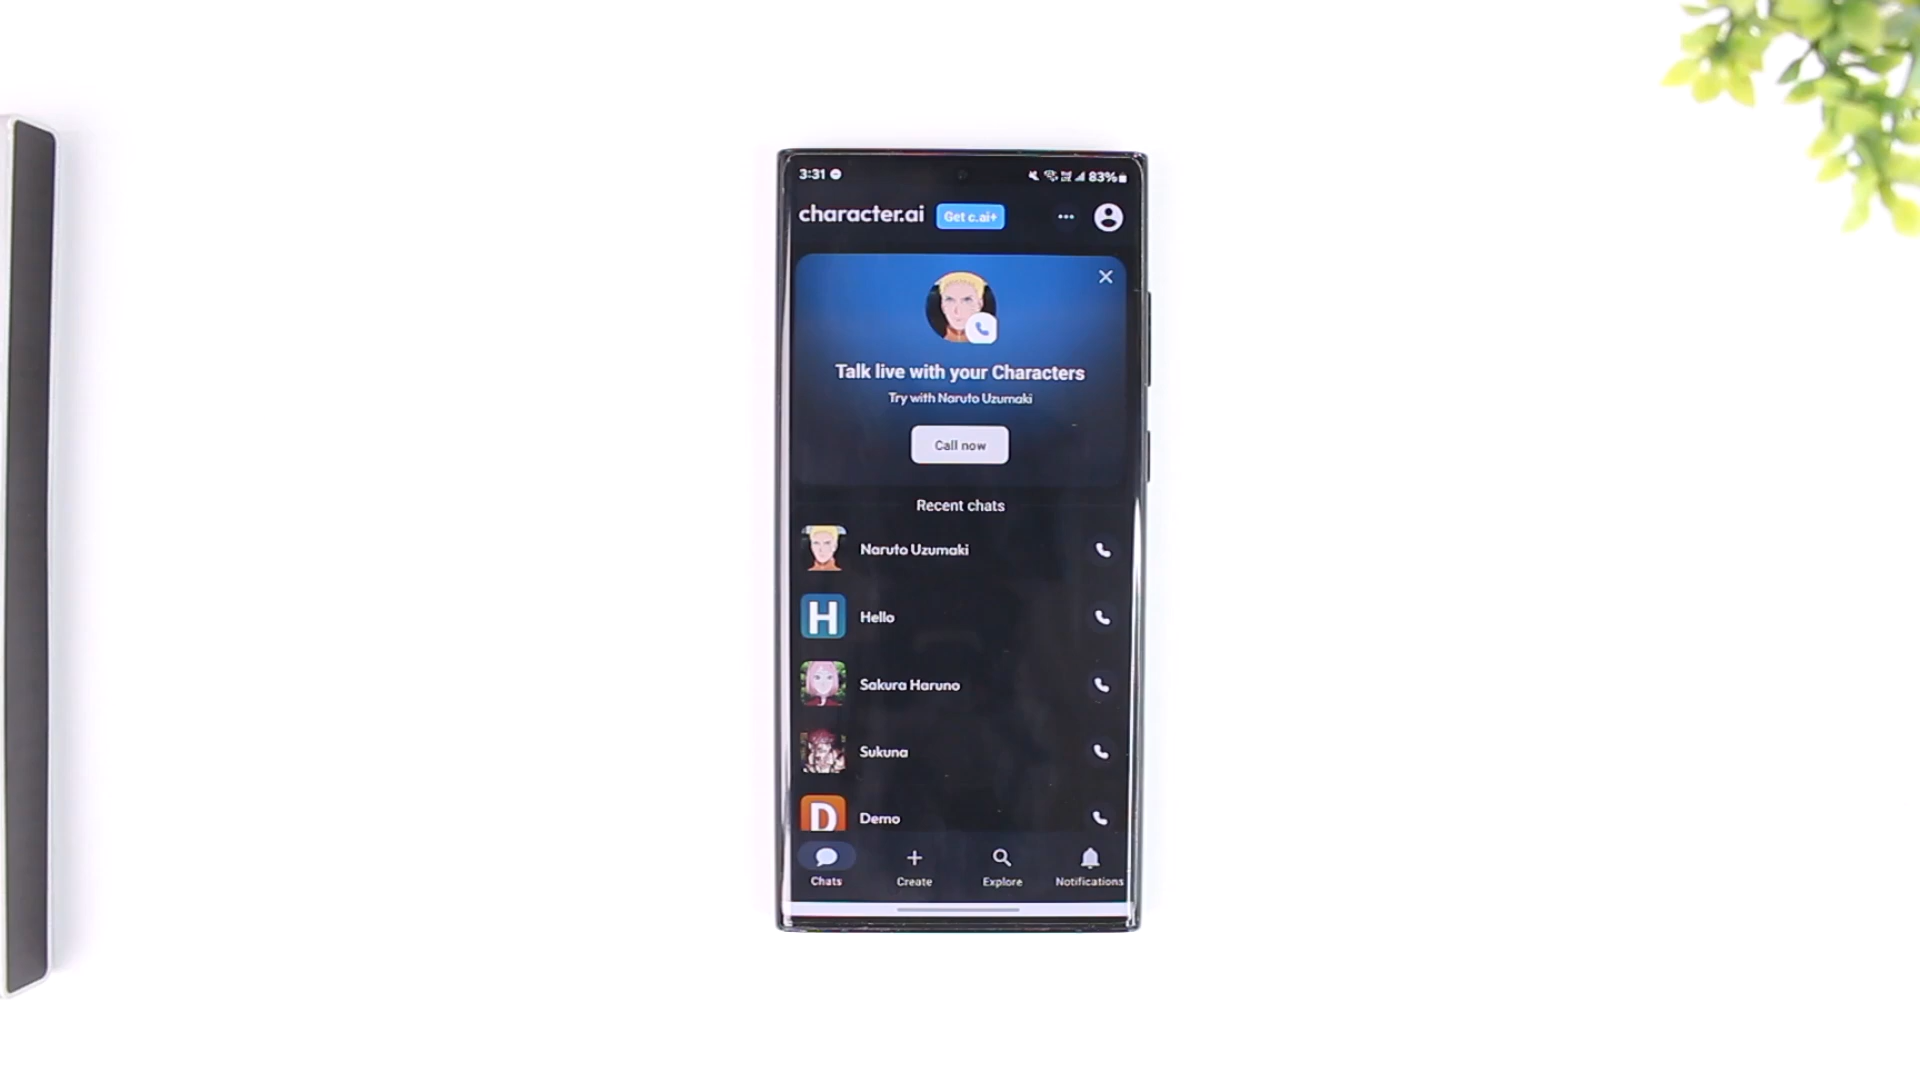 3:31
83%
character.ai
Get c.ai+
Talk live with your Characters
Try with Naruto Uzumaki
Call now
Recent chats
Naruto Uzumaki
H
Hello
Sakura Haruno
Sukuna
D
Demo
Chats
Create
Explore
Notifications